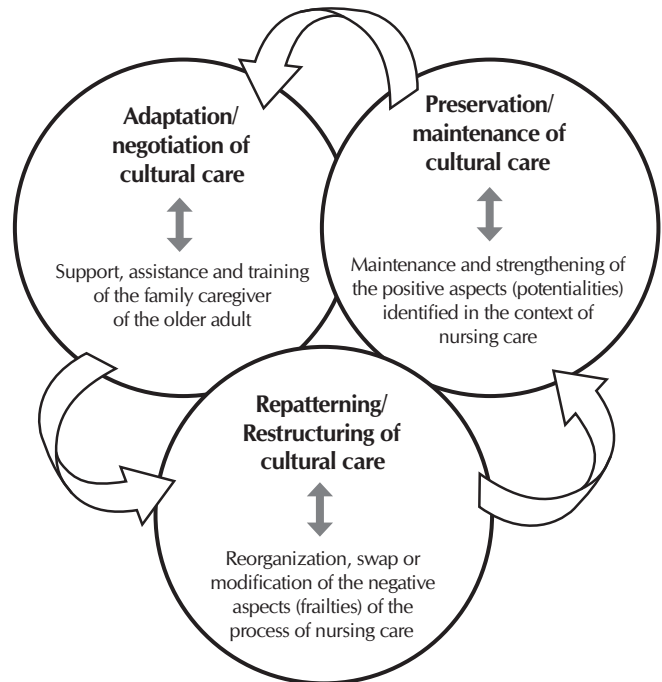 Adaptation/
negotiation of
cultural care
Support, assistance and training
of the family caregiver
of the older adult
Preservation/
maintenance of
cultural care
Maintenance and strengthening of
the positive aspects (potentialities)
identified in the context of
nursing care
Repatterning/
Restructuring of
cultural care
Reorganization, swap or
modification of the negative
aspects (frailties) of the
process of nursing care